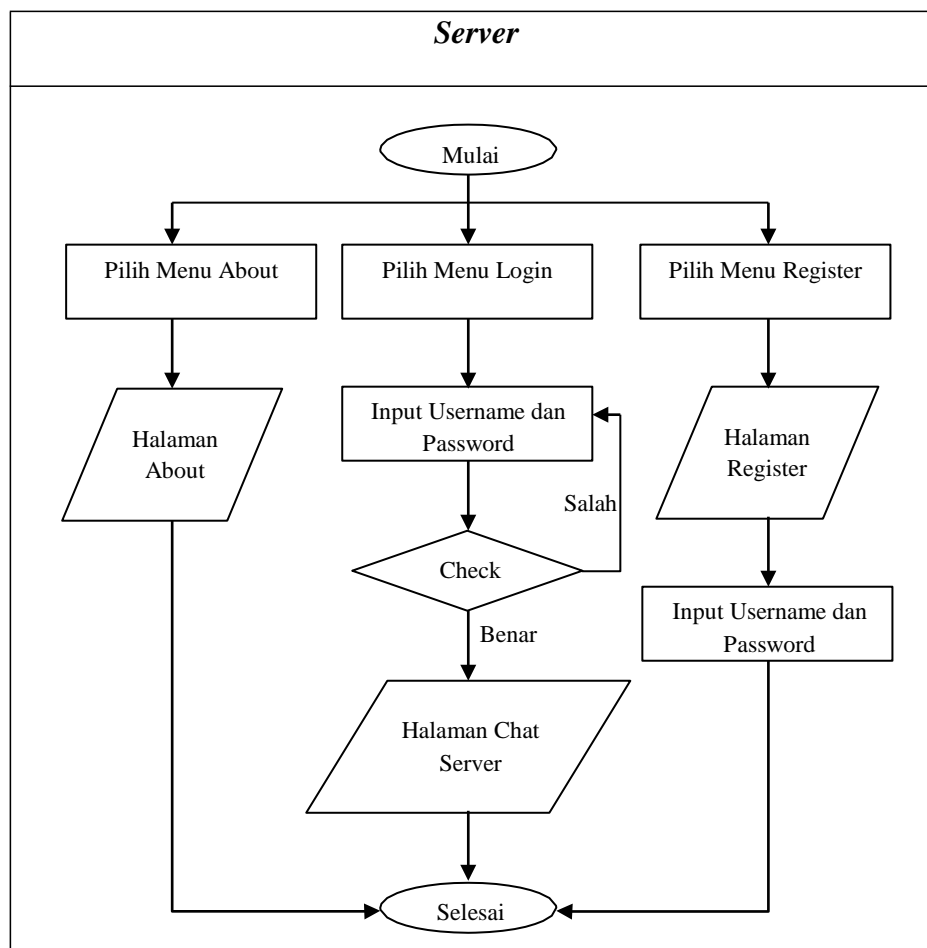 Server
Mulai
Pilih Menu About
Pilih Menu Login
Pilih Menu Register
Halaman
About
Input Username dan
Password
Halaman
Register
Salah
Check
Benar
Input Username dan
Password
Halaman Chat
Server
Selesai